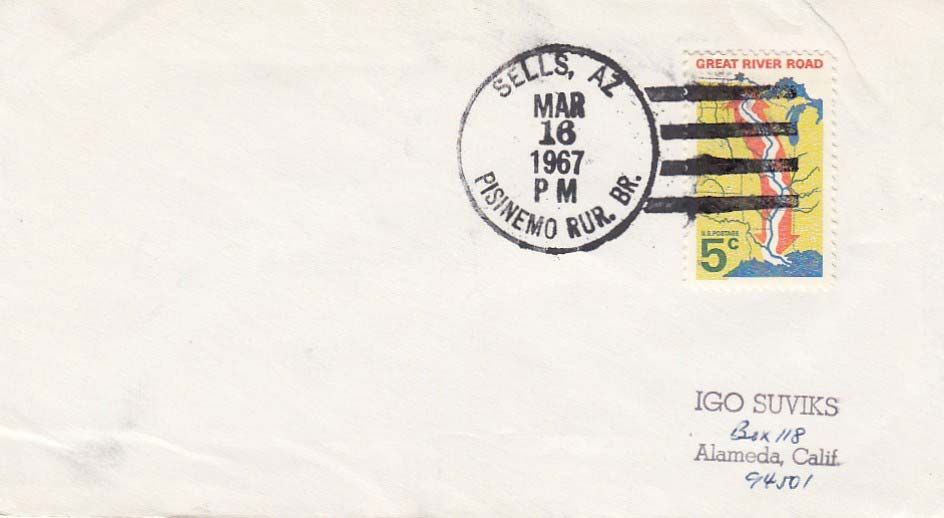 SELLS, AZ
MAR
16
1967
PM
PISINEMO RUR. BR.
GREAT RIVER ROAD
U.S. POSTAGE
5c
IGO SUVIKS
Box 118
Alameda, Calif.
94501